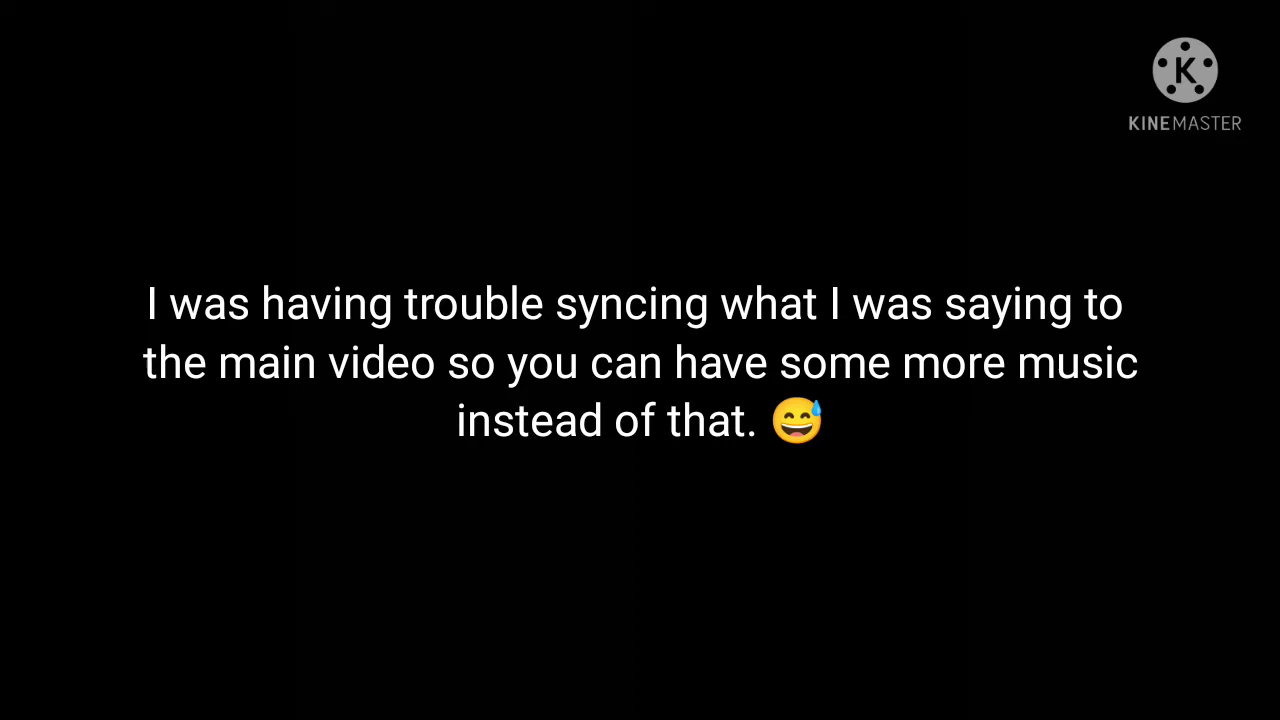 K
KINEMASTER
I was having trouble syncing what I was saying to
the main video so you can have some more music
instead of that. 😅